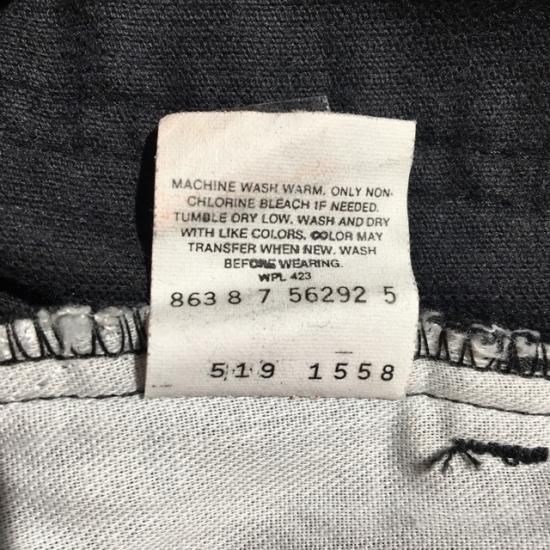 MACHINE WASH WARM. ONLY NON-
CHLORINE BLEACH IF NEEDED.
TUMBLE DRY LOW. WASH AND DRY
WITH LIKE COLORS. COLOR MAY
TRANSFER WHEN NEW. WASH
BEFORE WEARING.
WPL 423
863 8 7 56292 5
519 1558